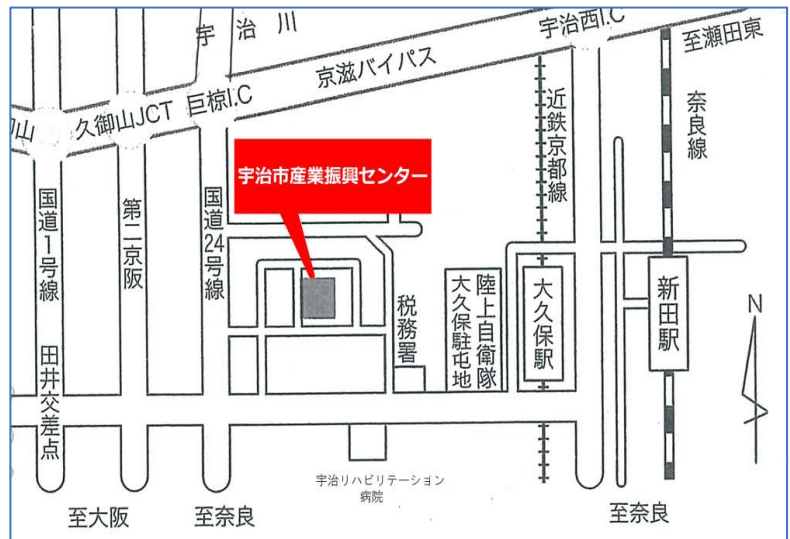 宇治川
宇治西I.C
至瀬田東
京滋バイパス
巨椋I.C
久御山JCT
御山
近鉄京都線
奈良線
宇治市産業振興センター
国道1号線
第二京阪
国道24号線
税務署
陸上自衛隊
大久保駐屯地
大久保駅
新田駅
N
田井交差点
宇治リハビリテーション
病院
至大阪
至奈良
至奈良